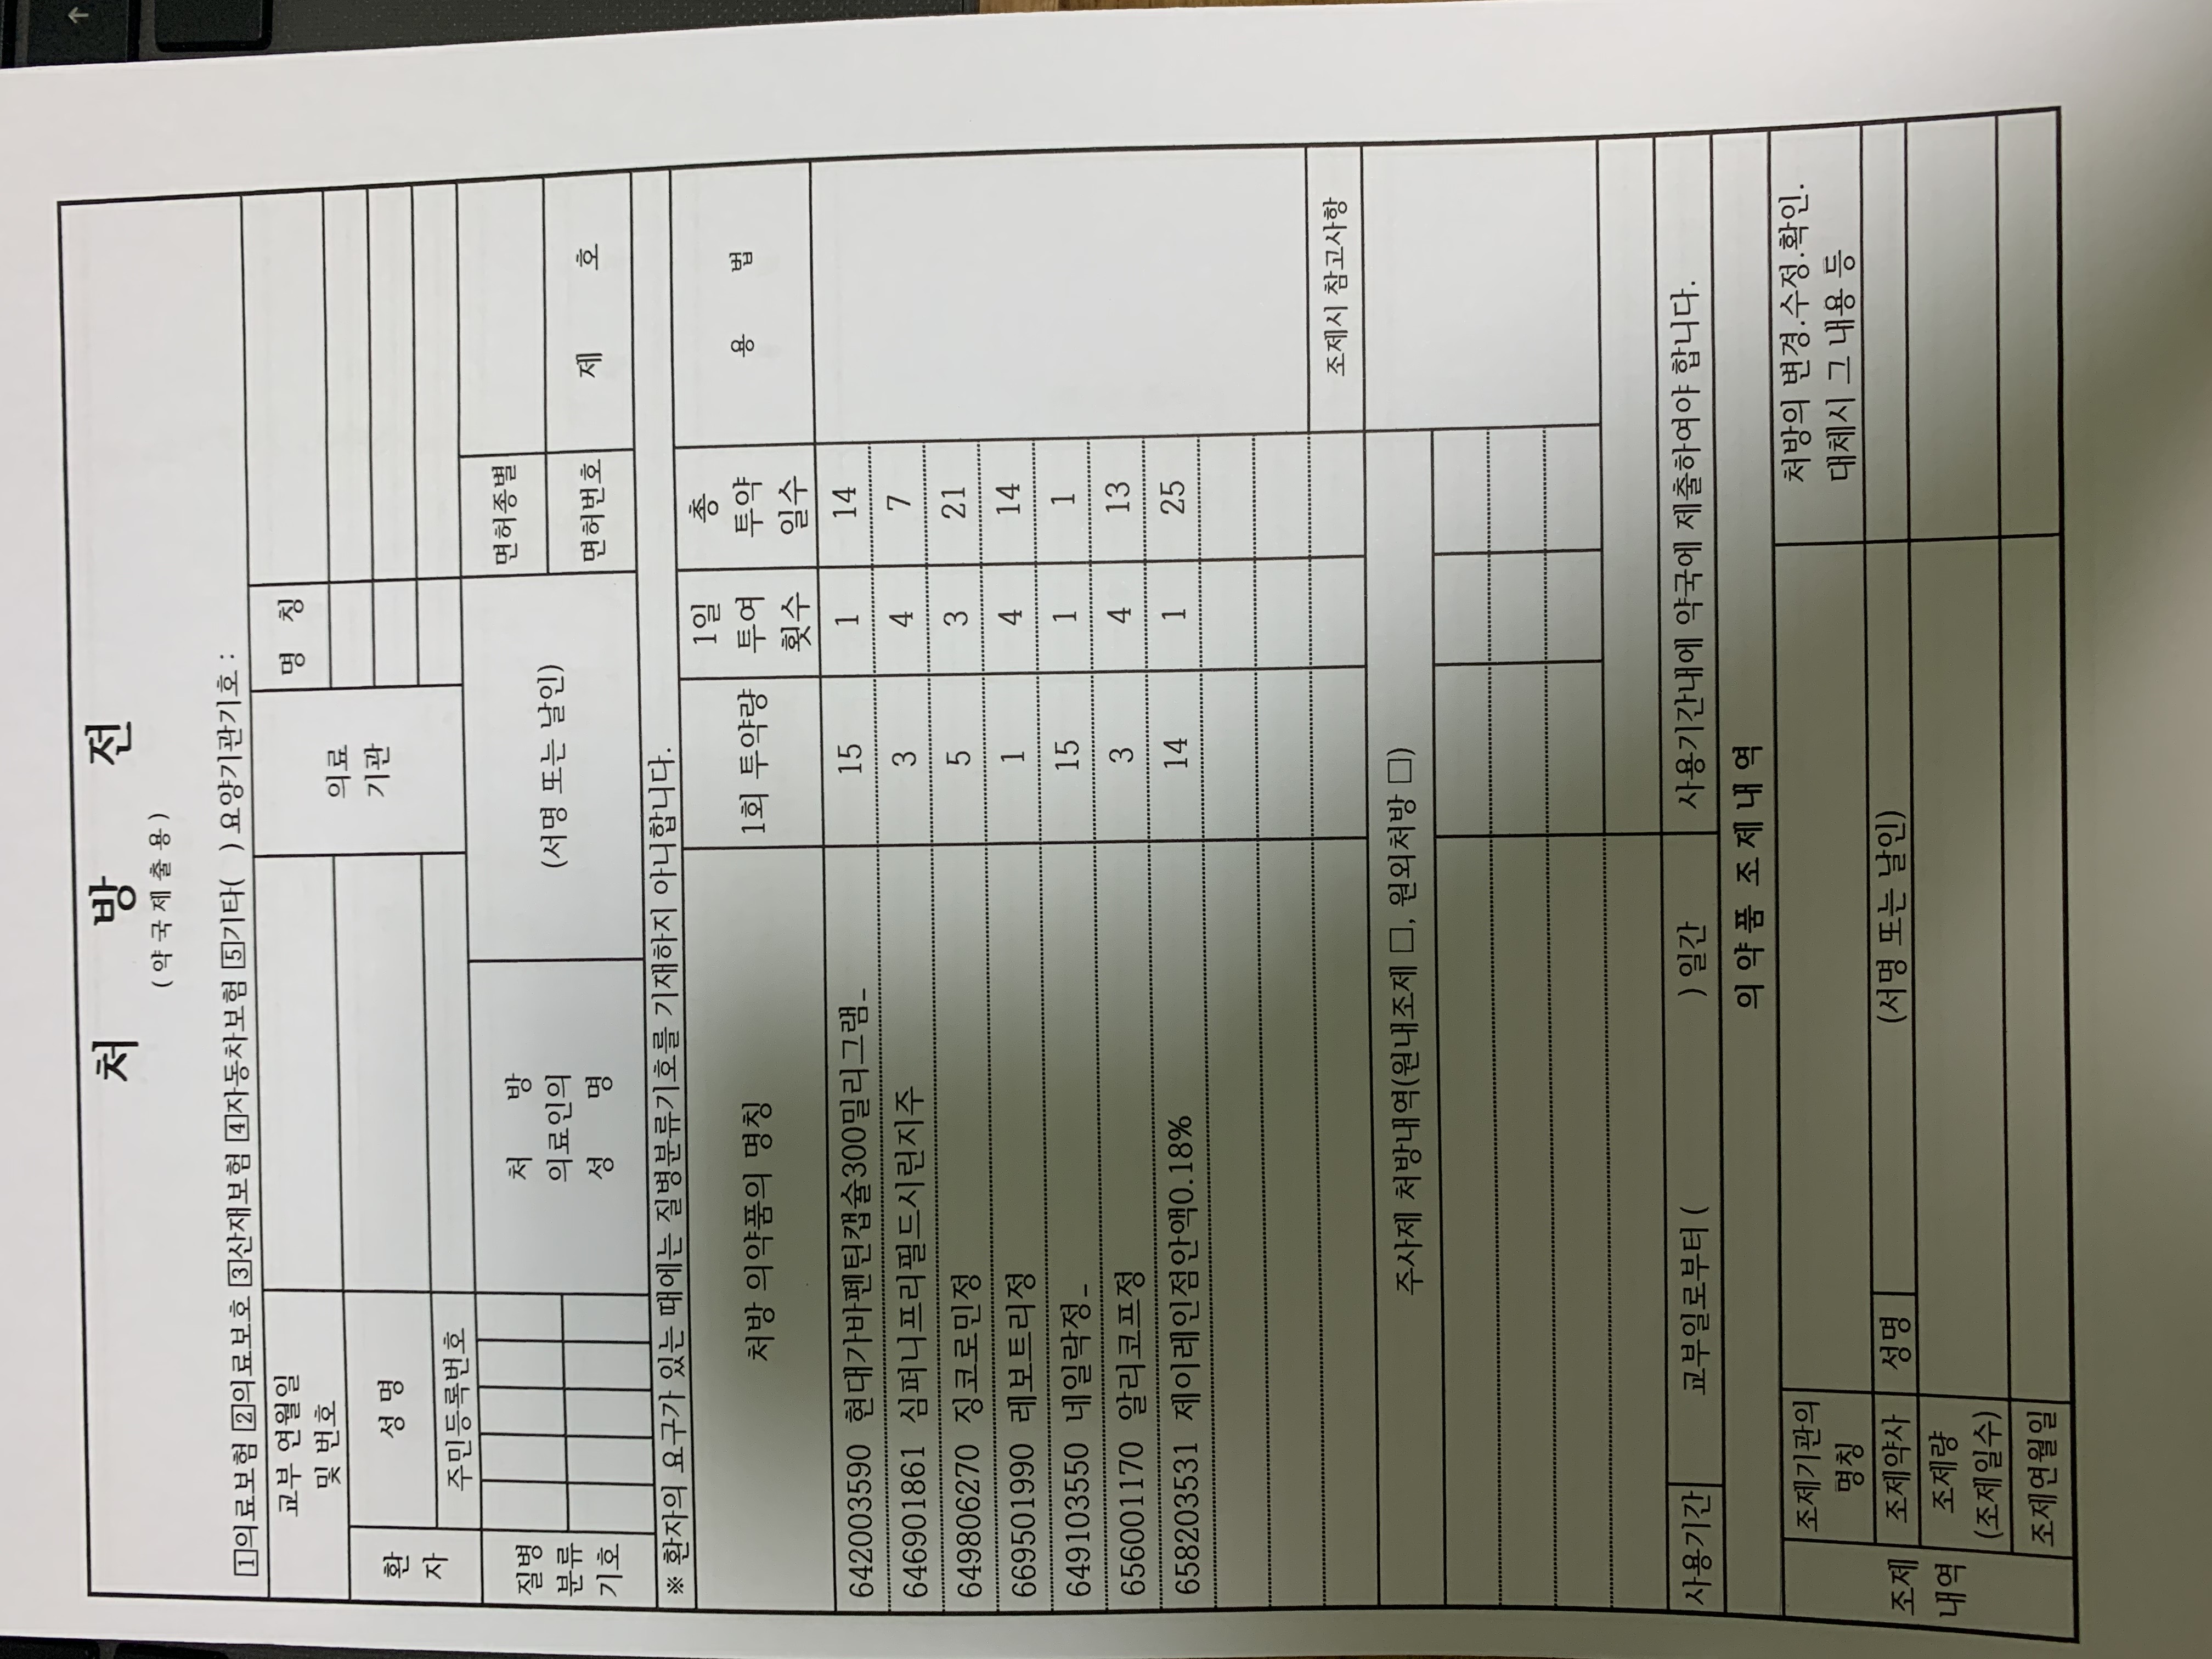 처 방 전
(약국제출용)
1의료보험 2의료보호 3산재보험 4자동차보험 5기타( ) 요양기관기호 :
교부 연월일
및 번호
의료
기관
명 칭
환
자
성 명
주민등록번호
질병
분류
기호
처 방
의료인의
성 명
(서명 또는 날인)
면허종별
면허번호
제 호
※ 환자의 요구가 있는 때에는 질병분류기호를 기재하지 아니합니다.
처방 의약품의 명칭
1회 투약량
1일
투여
횟수
총
투약
일수
용 법
642003590 현대가바펜틴캡슐300밀리그램_ 15 1 14
646901861 심퍼니프리필드시린지주 3 4 7
649806270 징코로민정 5 3 21
669501990 레보트리정 1 4 14
649103550 네일락정_ 15 1 1
656001170 알리코프정 3 4 13
658203531 제이레인점안액0.18% 14 1 25
조제시 참고사항
주사제 처방내역(원내조제 □, 원외처방 □)
사용기간 교부일로부터 ( ) 일간 사용기간내에 약국에 제출하여야 합니다.
의약품 조제내역
조제
내역
조제기관의
명칭
처방의 변경.수정.확인.
대체시 그 내용 등
조제약사 성명 (서명 또는 날인)
조제량
(조제일수)
조제연월일